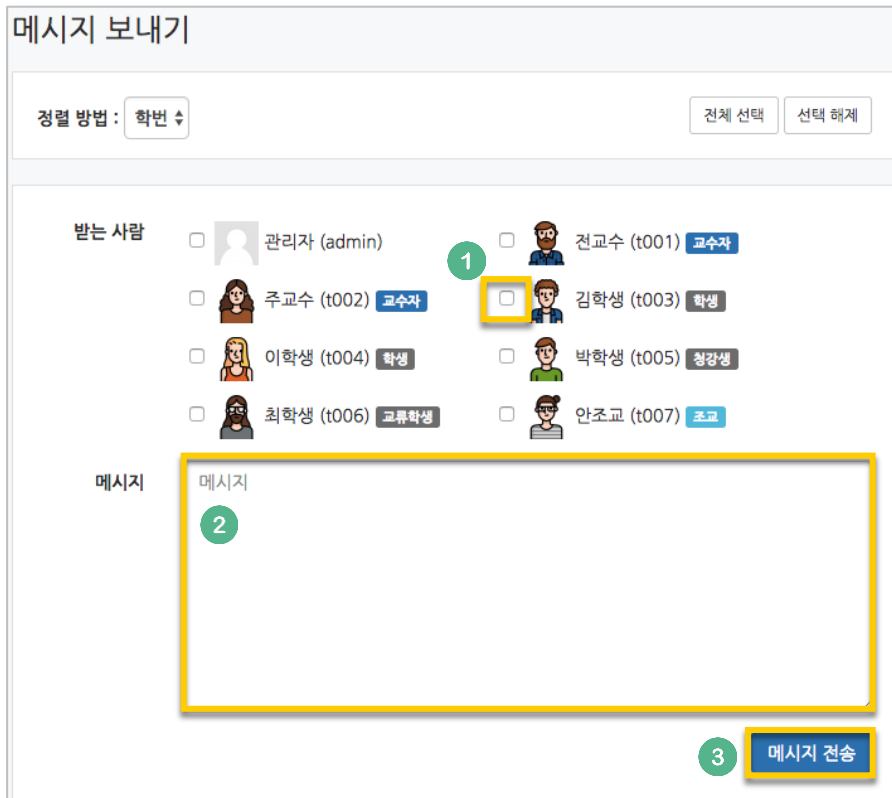 메시지 보내기
정렬 방법 : 학번 전체 선택 선택 해제
받는 사람 관리자 (admin) 전교수 (t001) 교수자
1
주교수 (t002) 교수자 김학생 (t003) 학생
이학생 (t004) 학생 박학생 (t005) 청강생
최학생 (t006) 교류학생 안조교 (t007) 조교
메시지 메시지
2
3 메시지 전송